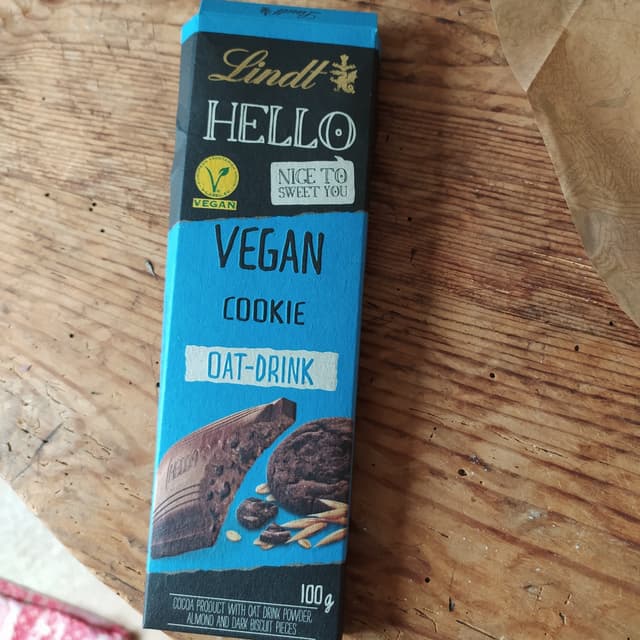 Lindt
HELLO
NICE TO
SWEET YOU
VEGAN
VEGAN
COOKIE
OAT-DRINK
HELLO
100g
COCOA PRODUCT WITH OAT DRINK POWDER,
ALMOND AND DARK BISCUIT PIECES